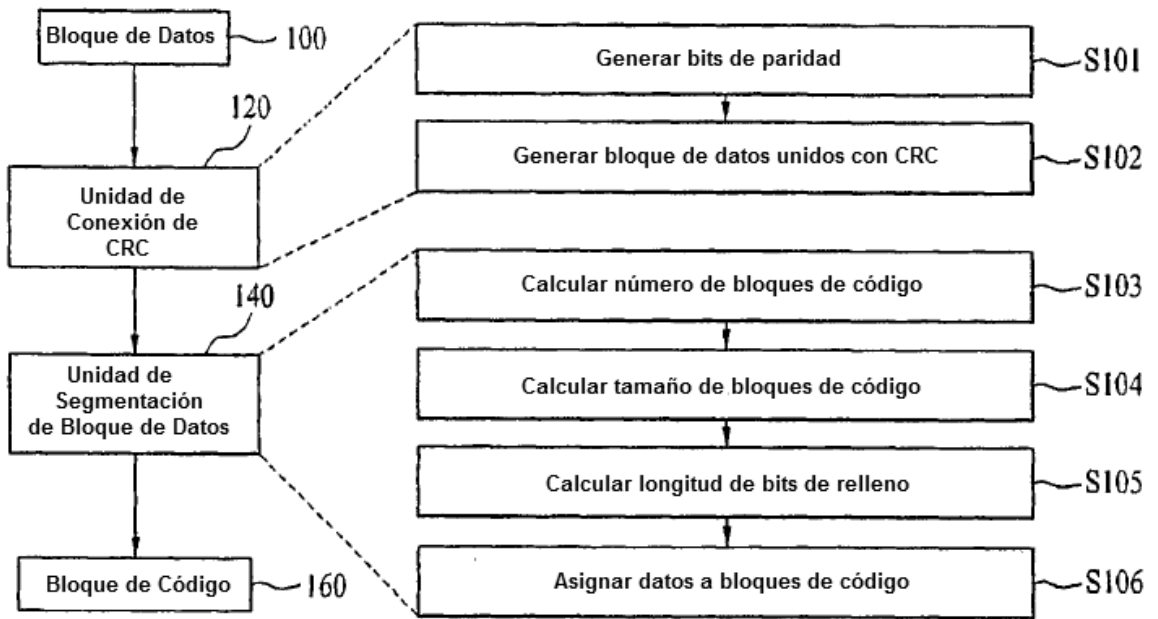 Bloque de Datos
100
120
Unidad de
Conexión de
CRC
140
Unidad de
Segmentación
de Bloque de Datos
Bloque de Código
160
Generar bits de paridad
S101
Generar bloque de datos unidos con CRC
S102
Calcular número de bloques de código
S103
Calcular tamaño de bloques de código
S104
Calcular longitud de bits de relleno
S105
Asignar datos a bloques de código
S106